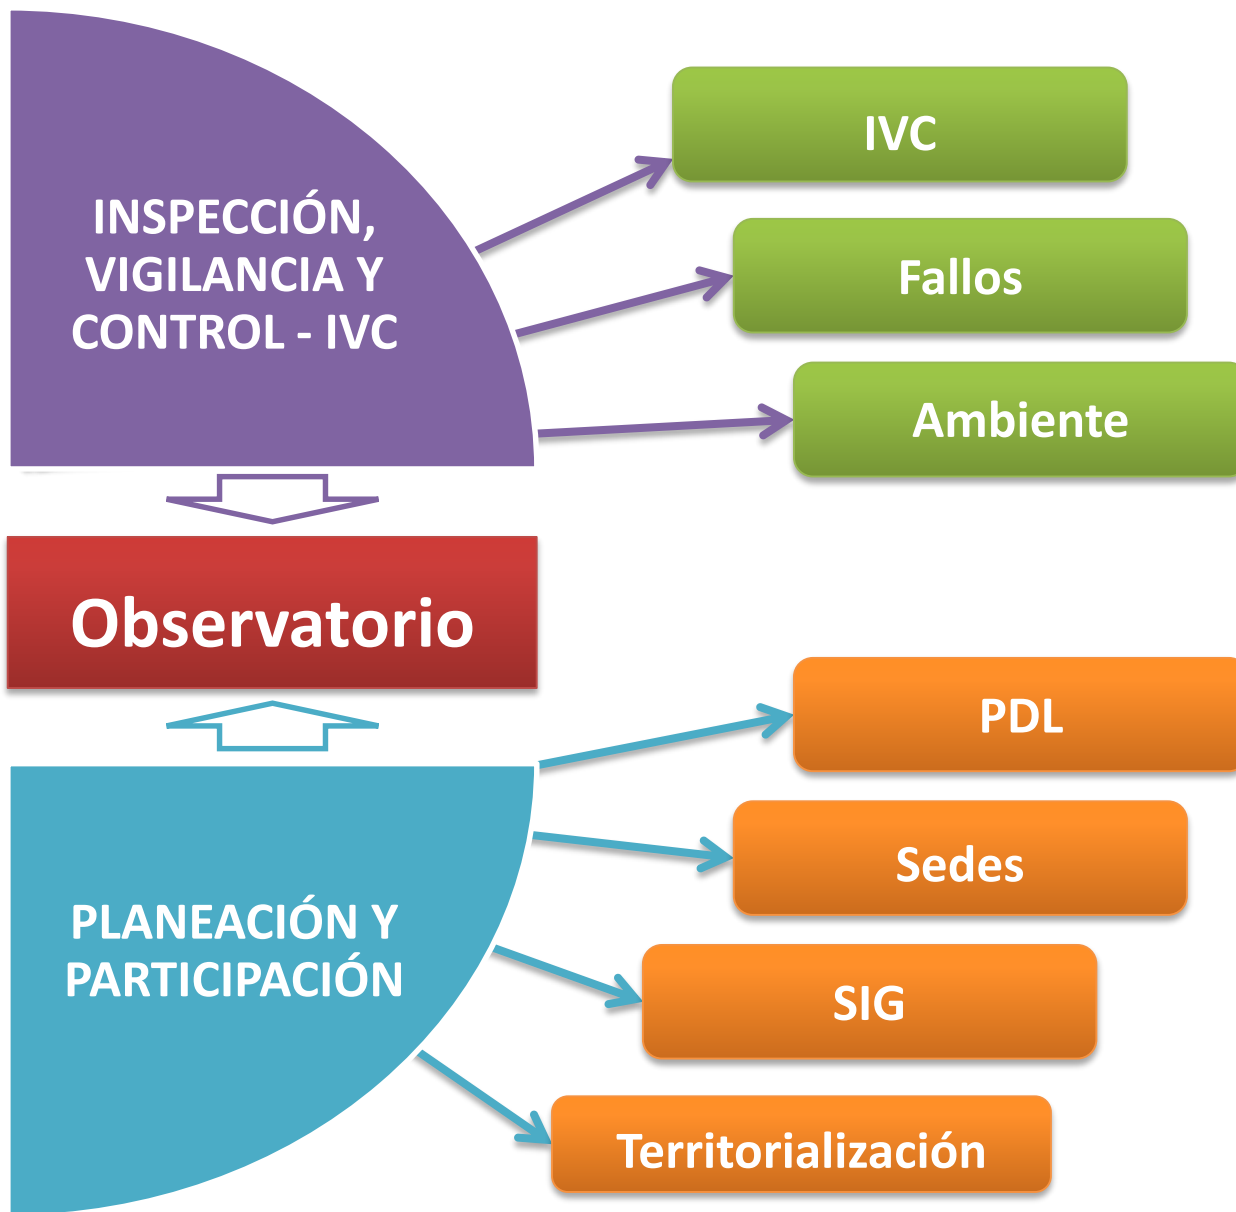 INSPECCIÓN,
VIGILANCIA Y
CONTROL - IVC
IVC
Fallos
Ambiente
Observatorio
PLANEACIÓN Y
PARTICIPACIÓN
PDL
Sedes
SIG
Territorialización